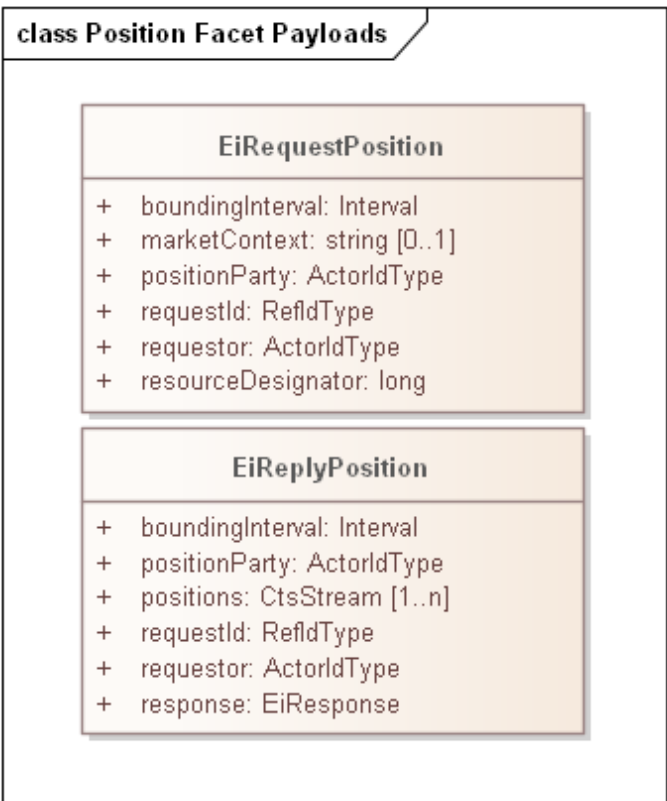 class Position Facet Payloads
EiRequestPosition
+ boundingInterval: Interval
+ marketContext: string [0..1]
+ positionParty: ActorIdType
+ requestId: RefIdType
+ requestor: ActorIdType
+ resourceDesignator: long
EiReplyPosition
+ boundingInterval: Interval
+ positionParty: ActorIdType
+ positions: CtsStream [1..n]
+ requestId: RefIdType
+ requestor: ActorIdType
+ response: EiResponse